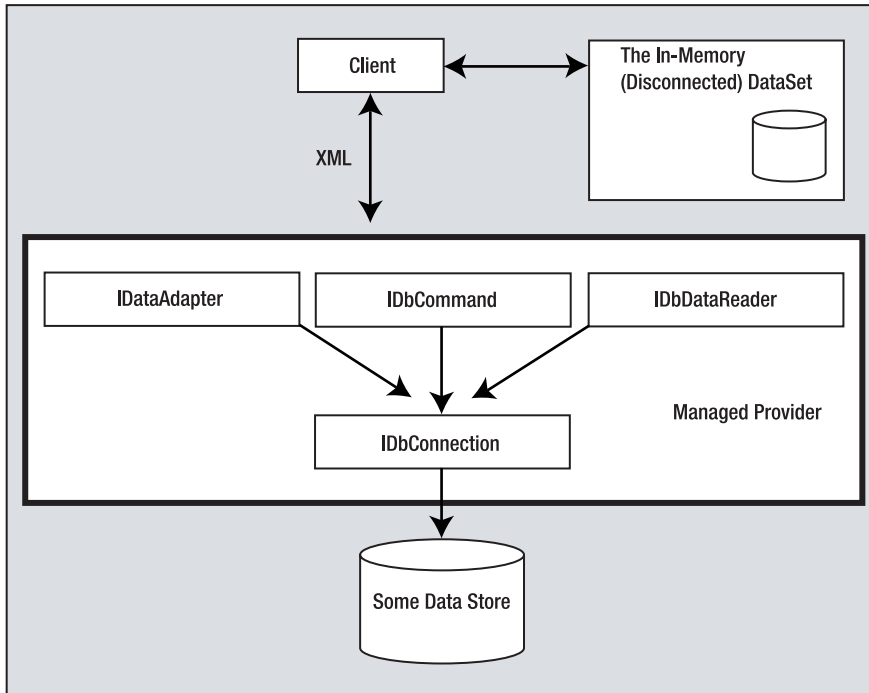 Client
The In-Memory
(Disconnected) DataSet
XML
IDataAdapter
IDbCommand
IDbDataReader
Managed Provider
IDbConnection
Some Data Store